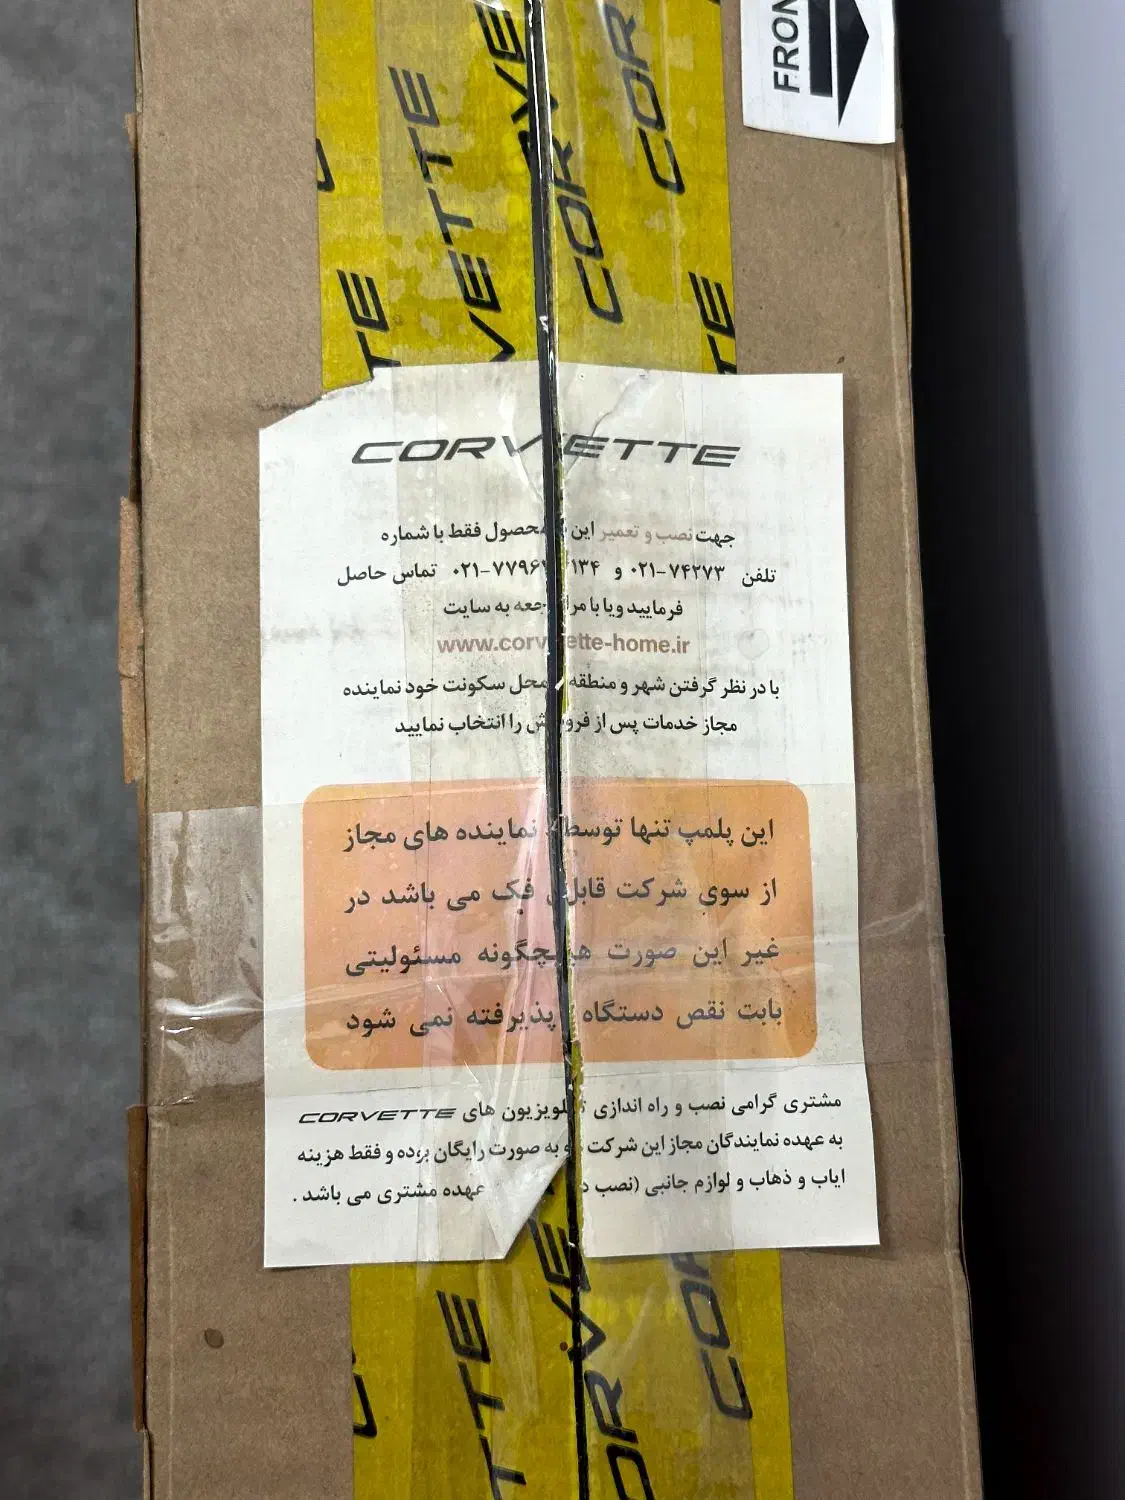 FRON
CORVETTE
CORVETTE
CORVETTE
جهت نصب و تعمیر این محصول فقط با شماره
تلفن ۷۴۲۷۳-۰۲۱ و تماس حاصل
فرمایید ویا با مراجعه به سایت
www.corvette-home.ir
با در نظر گرفتن شهر و منطقه محل سکونت خود نماینده
مجاز خدمات پس از فروش را انتخاب نمایید
این پلمپ تنها توسط نماینده های مجاز
از سوی شرکت قابل فک می باشد در
غیر این صورت هیچگونه مسئولیتی
بابت نقص دستگاه پذیرفته نمی شود
مشتری گرامی نصب و راه اندازی تلویزیون های CORVETTE
به عهده نمایندگان مجاز این شرکت و به صورت رایگان بوده و فقط هزینه
ایاب و ذهاب و لوازم جانبی (نصب عهده مشتری می باشد .
CORVETTE